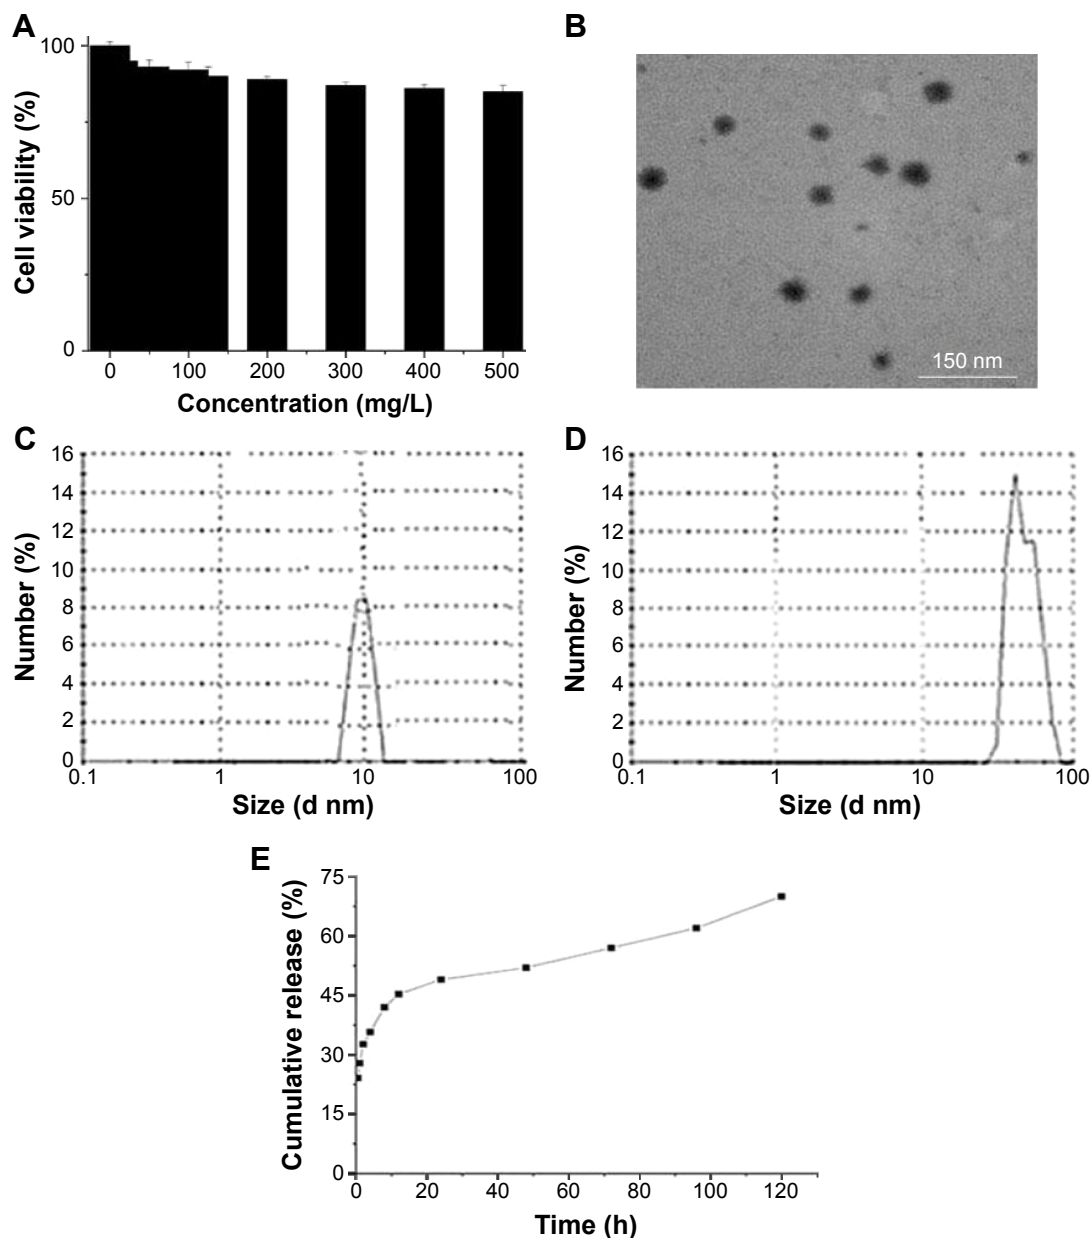 A
Cell viability (%)
100
50
0
0 100 200 300 400 500
Concentration (mg/L)
B
150 nm
C
Number (%)
16
14
12
10
8
6
4
2
0
0.1 1 10 100
Size (d nm)
D
Number (%)
16
14
12
10
8
6
4
2
0
0.1 1 10 100
Size (d nm)
E
Cumulative release (%)
75
60
45
30
15
0
0 20 40 60 80 100 120
Time (h)